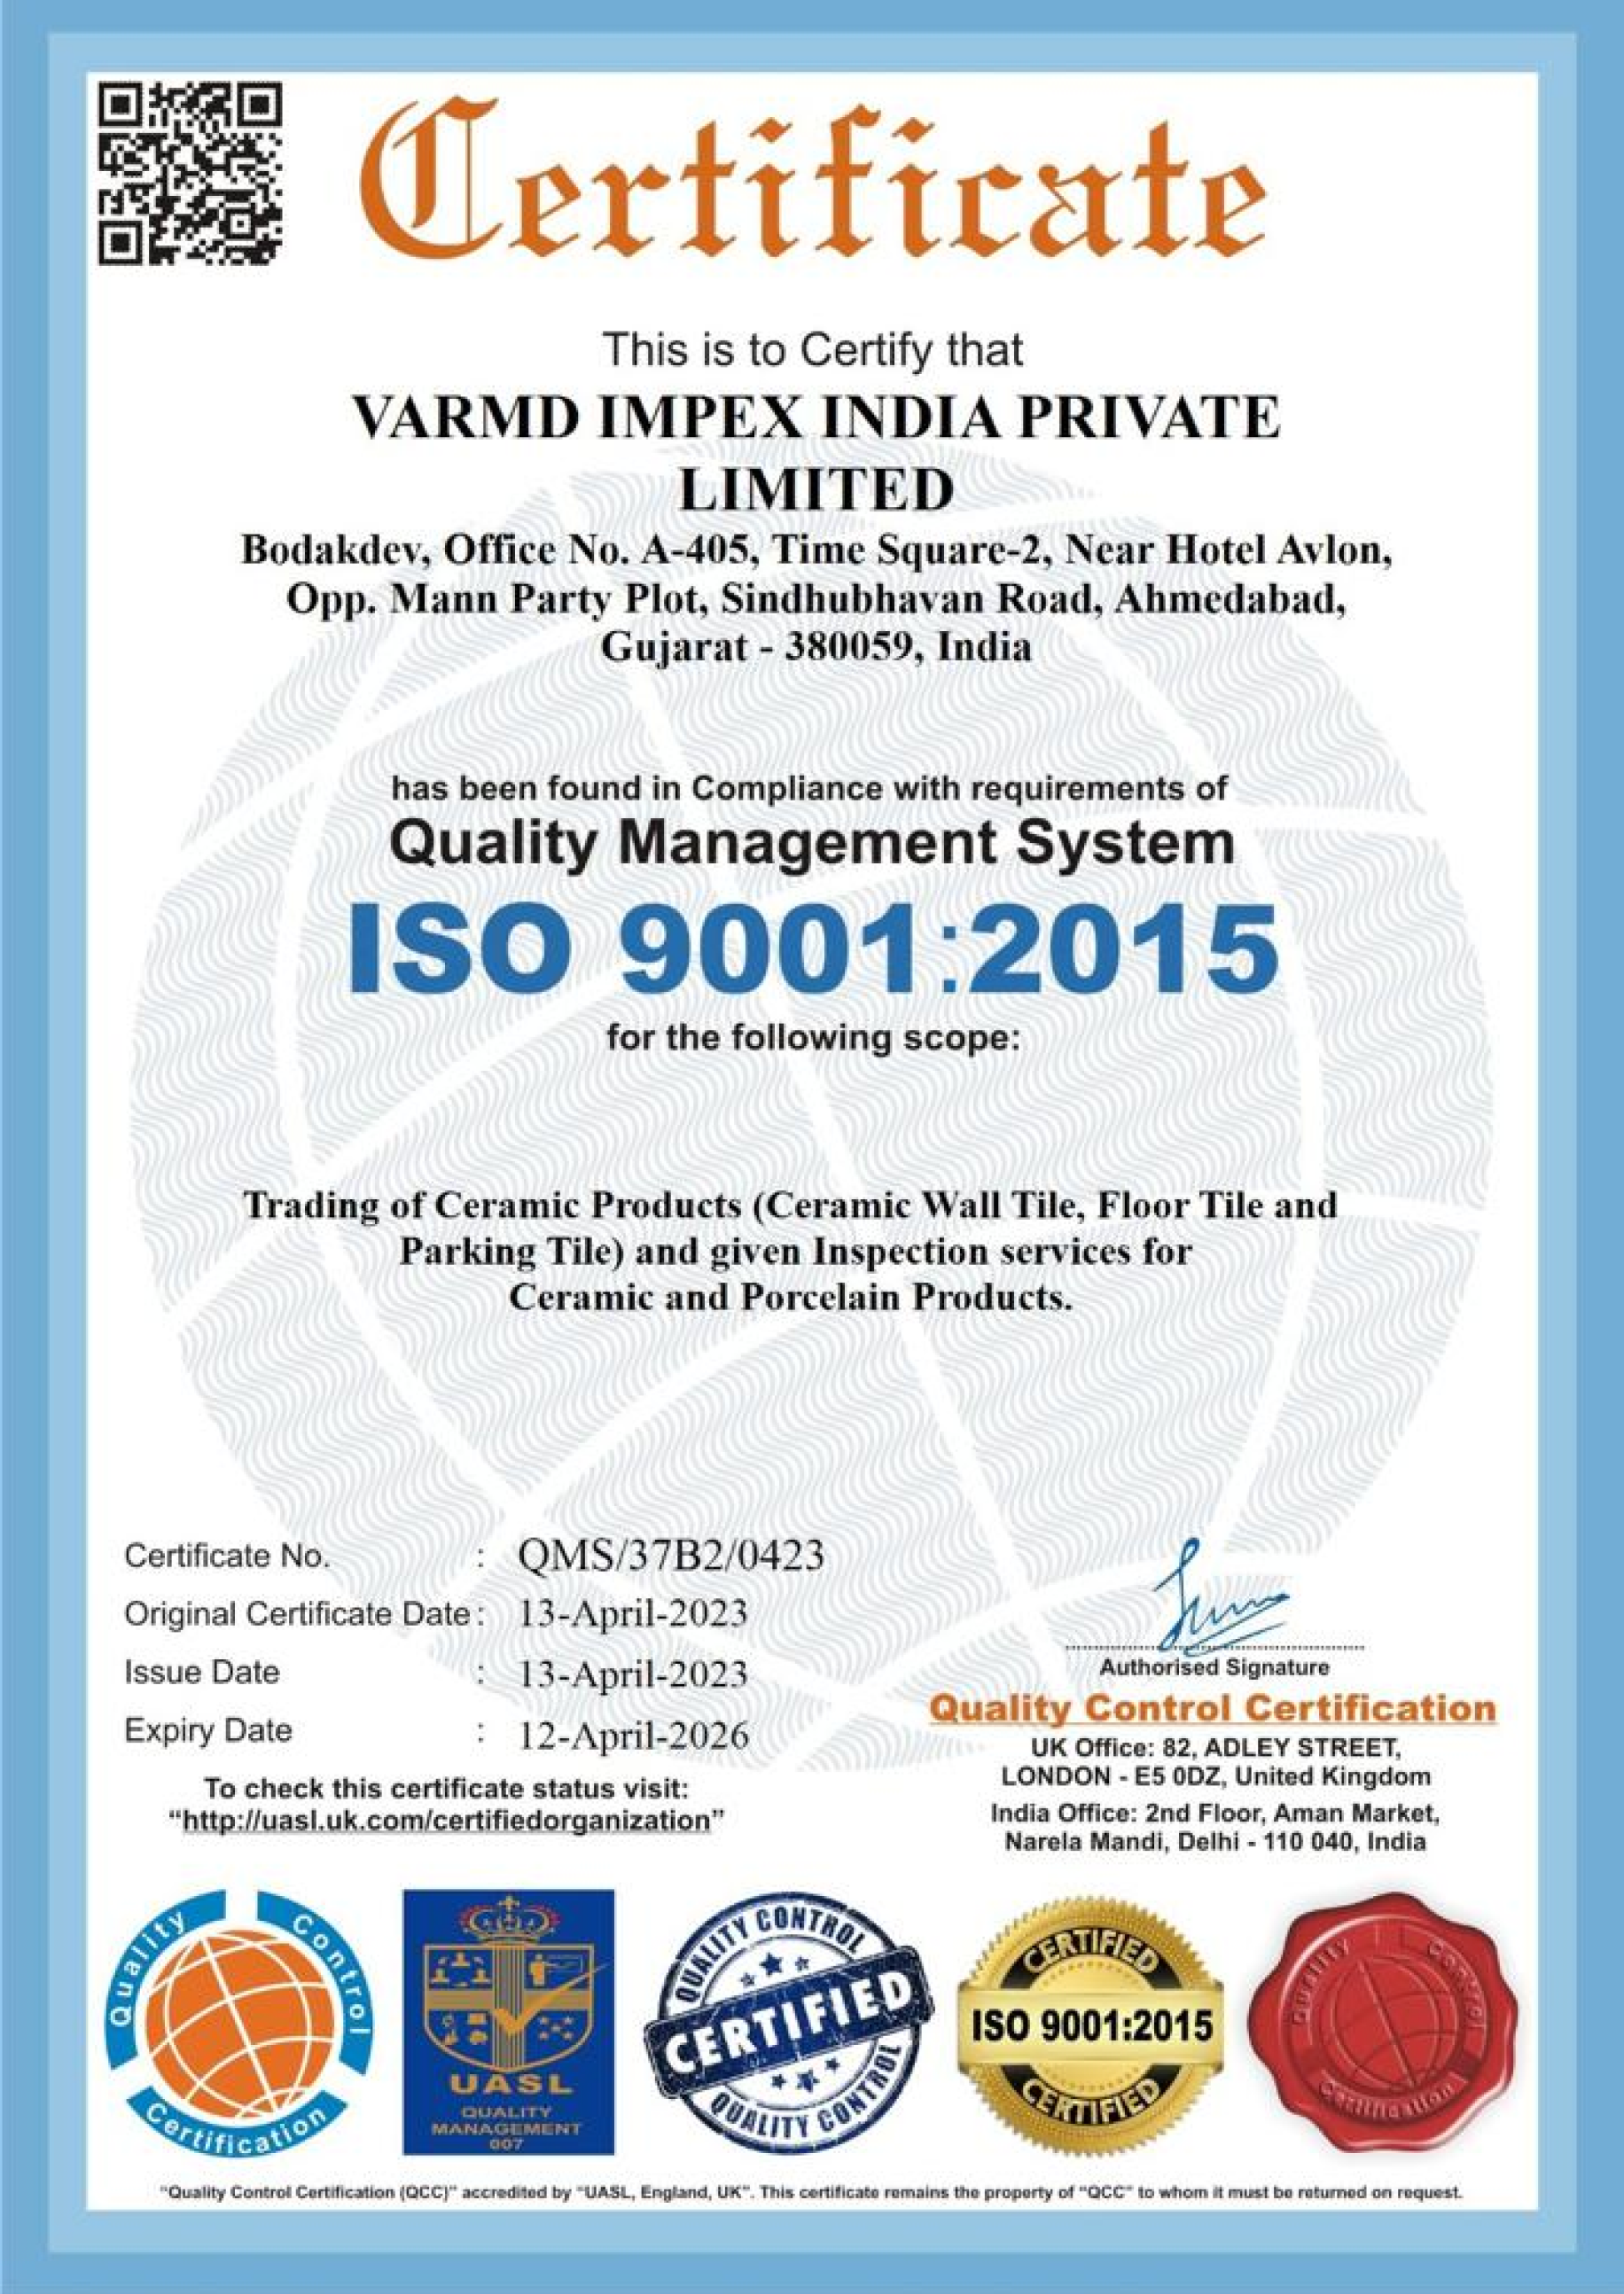 Certificate
This is to Certify that
VARMD IMPEX INDIA PRIVATE
LIMITED
Bodakdev, Office No. A-405, Time Square-2, Near Hotel Avlon,
Opp. Mann Party Plot, Sindhubhavan Road, Ahmedabad,
Gujarat - 380059, India
has been found in Compliance with requirements of
Quality Management System
ISO 9001:2015
for the following scope:
Trading of Ceramic Products (Ceramic Wall Tile, Floor Tile and
Parking Tile) and given Inspection services for
Ceramic and Porcelain Products.
Certificate No. : QMS/37B2/0423
Original Certificate Date : 13-April-2023
Issue Date : 13-April-2023
Expiry Date : 12-April-2026
To check this certificate status visit:
“http://uasl.uk.com/certifiedorganization”
Authorised Signature
Quality Control Certification
UK Office: 82, ADLEY STREET,
LONDON - E5 0DZ, United Kingdom
India Office: 2nd Floor, Aman Market,
Narela Mandi, Delhi - 110 040, India
Quality Control Certification
UASL
QUALITY
MANAGEMENT
007
QUALITY CONTROL
CERTIFIED
QUALITY CONTROL
CERTIFIED
ISO 9001:2015
CERTIFIED
Quality Control Certification
"Quality Control Certification (QCC)" accredited by "UASL, England, UK". This certificate remains the property of "QCC" to whom it must be returned on request.